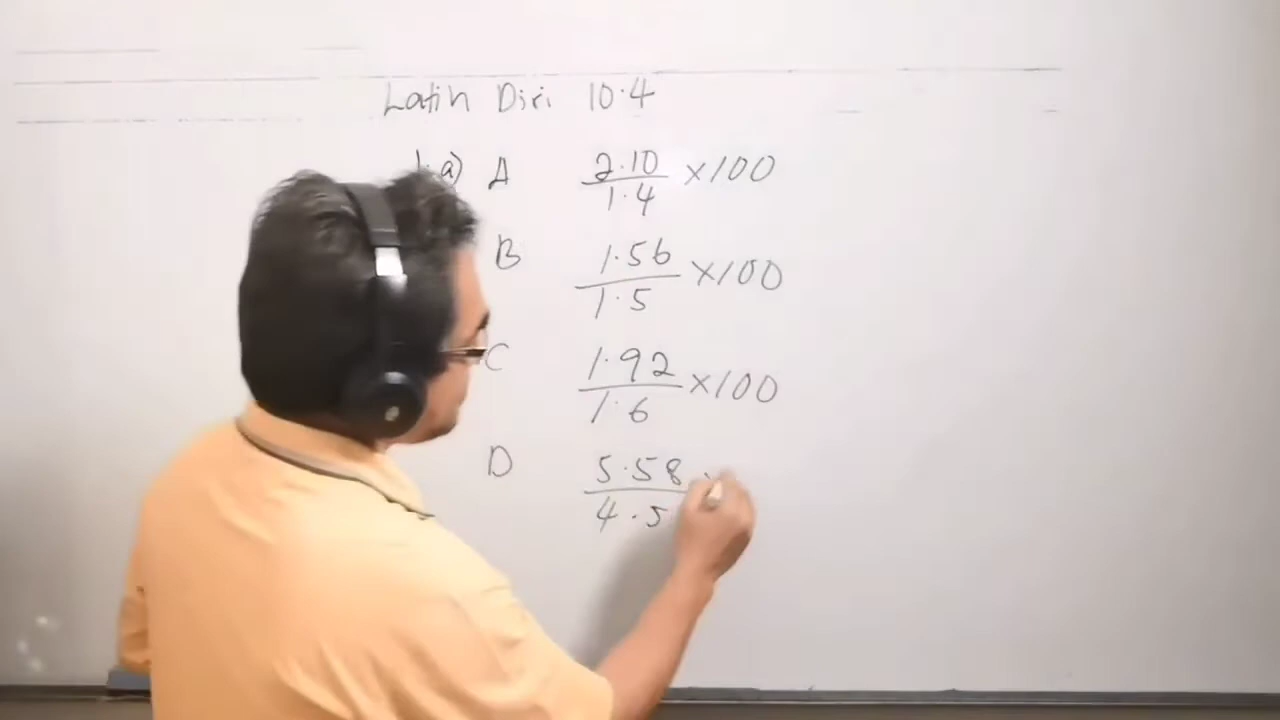 Latih Diri 10.4
1.a) A 2.10/1.4 ×100
B 1.56/1.5 ×100
C 1.92/1.6 ×100
D 5.58/4.5